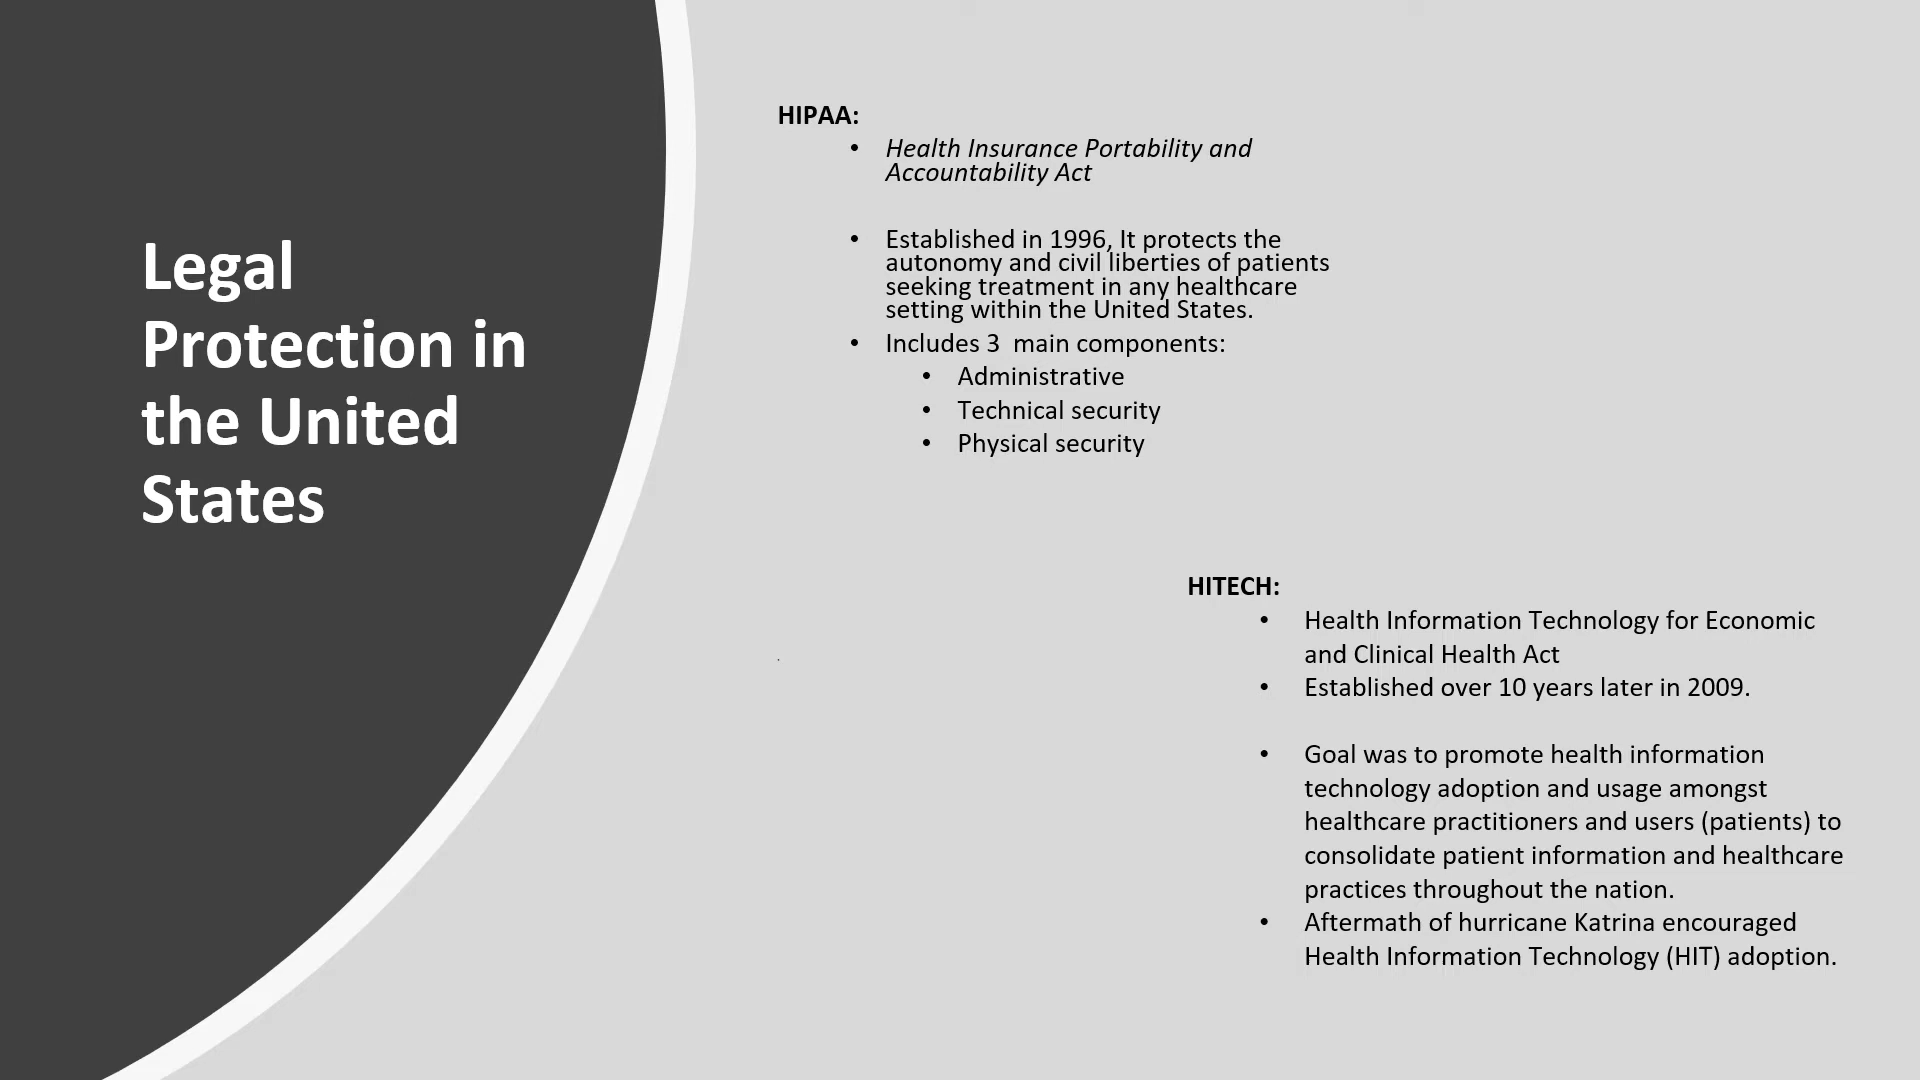 Legal
Protection in
the United
States
HIPAA:
• Health Insurance Portability and
Accountability Act
• Established in 1996, It protects the
autonomy and civil liberties of patients
seeking treatment in any healthcare
setting within the United States.
• Includes 3  main components:
• Administrative
• Technical security
• Physical security
.
HITECH:
• Health Information Technology for Economic
and Clinical Health Act
• Established over 10 years later in 2009.
• Goal was to promote health information
technology adoption and usage amongst
healthcare practitioners and users (patients) to
consolidate patient information and healthcare
practices throughout the nation.
• Aftermath of hurricane Katrina encouraged
Health Information Technology (HIT) adoption.